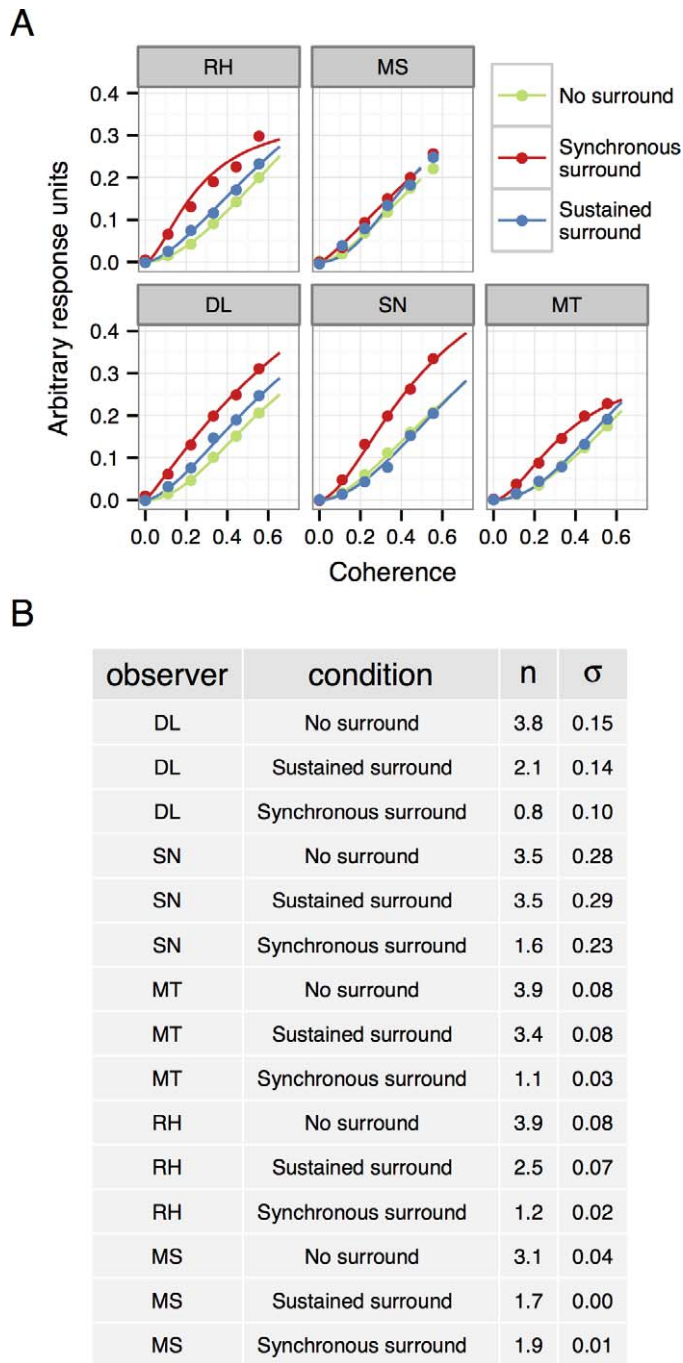 A
RH MS
No surround
Synchronous
surround
Sustained
surround
0.4
0.3
0.2
0.1
0.0
DL SN MT
0.4
0.3
0.2
0.1
0.0
Arbitrary response units
0.0 0.2 0.4 0.6 0.0 0.2 0.4 0.6 0.0 0.2 0.4 0.6
Coherence
B
observer condition n σ
DL No surround 3.8 0.15
DL Sustained surround 2.1 0.14
DL Synchronous surround 0.8 0.10
SN No surround 3.5 0.28
SN Sustained surround 3.5 0.29
SN Synchronous surround 1.6 0.23
MT No surround 3.9 0.08
MT Sustained surround 3.4 0.08
MT Synchronous surround 1.1 0.03
RH No surround 3.9 0.08
RH Sustained surround 2.5 0.07
RH Synchronous surround 1.2 0.02
MS No surround 3.1 0.04
MS Sustained surround 1.7 0.00
MS Synchronous surround 1.9 0.01